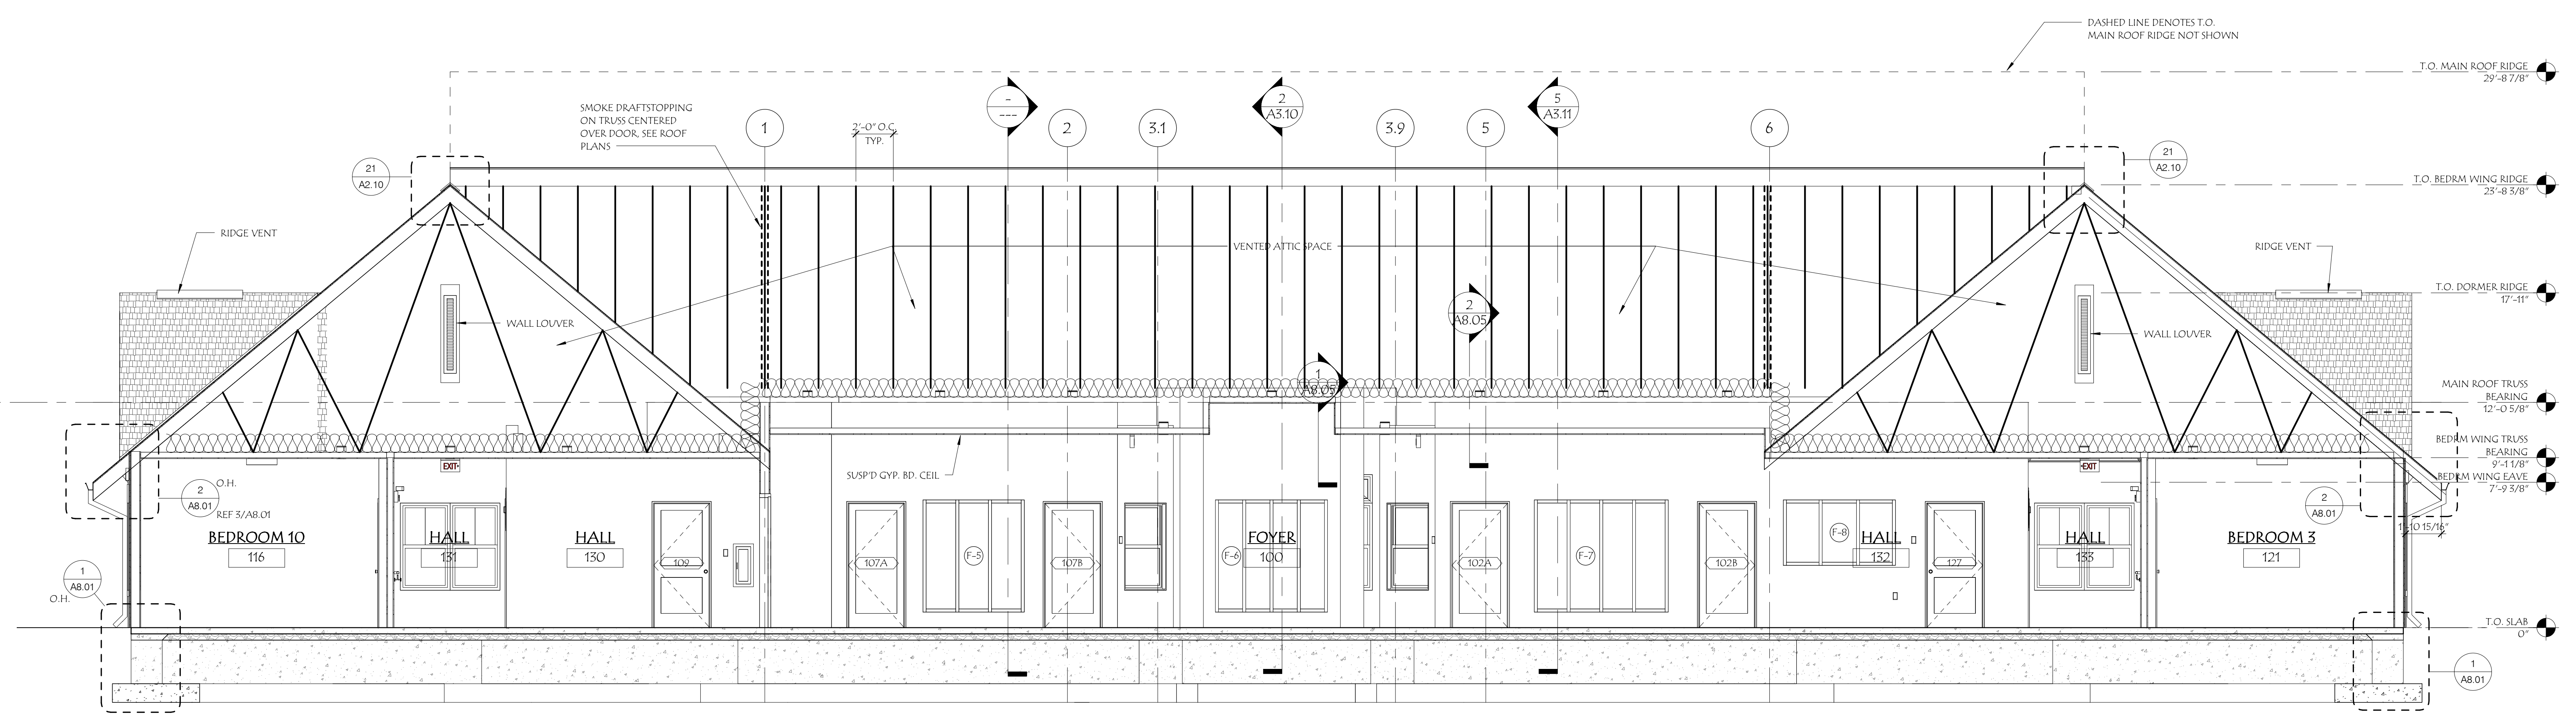 DASHED LINE DENOTES T.O.
MAIN ROOF RIDGE NOT SHOWN
T.O. MAIN ROOF RIDGE
29'-8 7/8"
SMOKE DRAFTSTOPPING
ON TRUSS CENTERED
OVER DOOR, SEE ROOF
PLANS
1
2'-0" O.C.
TYP.
-
---
2
3.1
2
A3.10
3.9
5
5
A3.11
6
21
A2.10
21
A2.10
T.O. BEDRM WING RIDGE
23'-8 3/8"
RIDGE VENT
VENTED ATTIC SPACE
RIDGE VENT
T.O. DORMER RIDGE
17'-11"
WALL LOUVER
2
A8.05
WALL LOUVER
1
A8.05
MAIN ROOF TRUSS
BEARING
12'-0 5/8"
BEDRM WING TRUSS
BEARING
9'-1 1/8"
BEDRM WING EAVE
7'-9 3/8"
EXIT
SUSP'D GYP. BD. CEIL
EXIT
2
A8.01
O.H.
REF 3/A8.01
2
A8.01
1'-10 15/16"
BEDROOM 10
116
HALL
131
HALL
130
109
107A
F-5
107B
F-6
FOYER
100
102A
F-7
102B
F-8
HALL
132
127
HALL
133
BEDROOM 3
121
1
A8.01
O.H.
T.O. SLAB
0"
1
A8.01